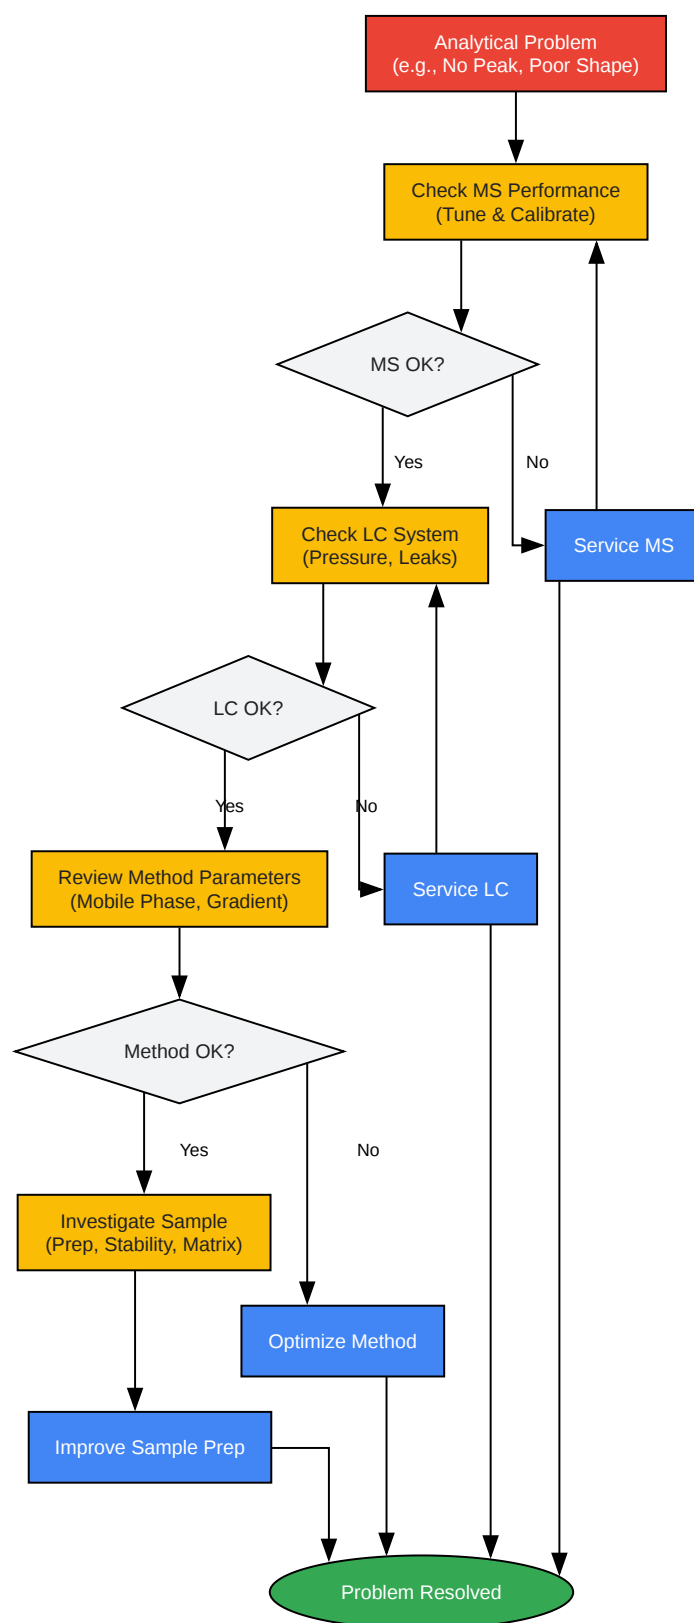 Analytical Problem
(e.g., No Peak, Poor Shape)
Check MS Performance
(Tune & Calibrate)
MS OK?
Yes
No
Check LC System
(Pressure, Leaks)
Service MS
LC OK?
Yes
No
Review Method Parameters
(Mobile Phase, Gradient)
Service LC
Method OK?
Yes
No
Investigate Sample
(Prep, Stability, Matrix)
Optimize Method
Improve Sample Prep
Problem Resolved